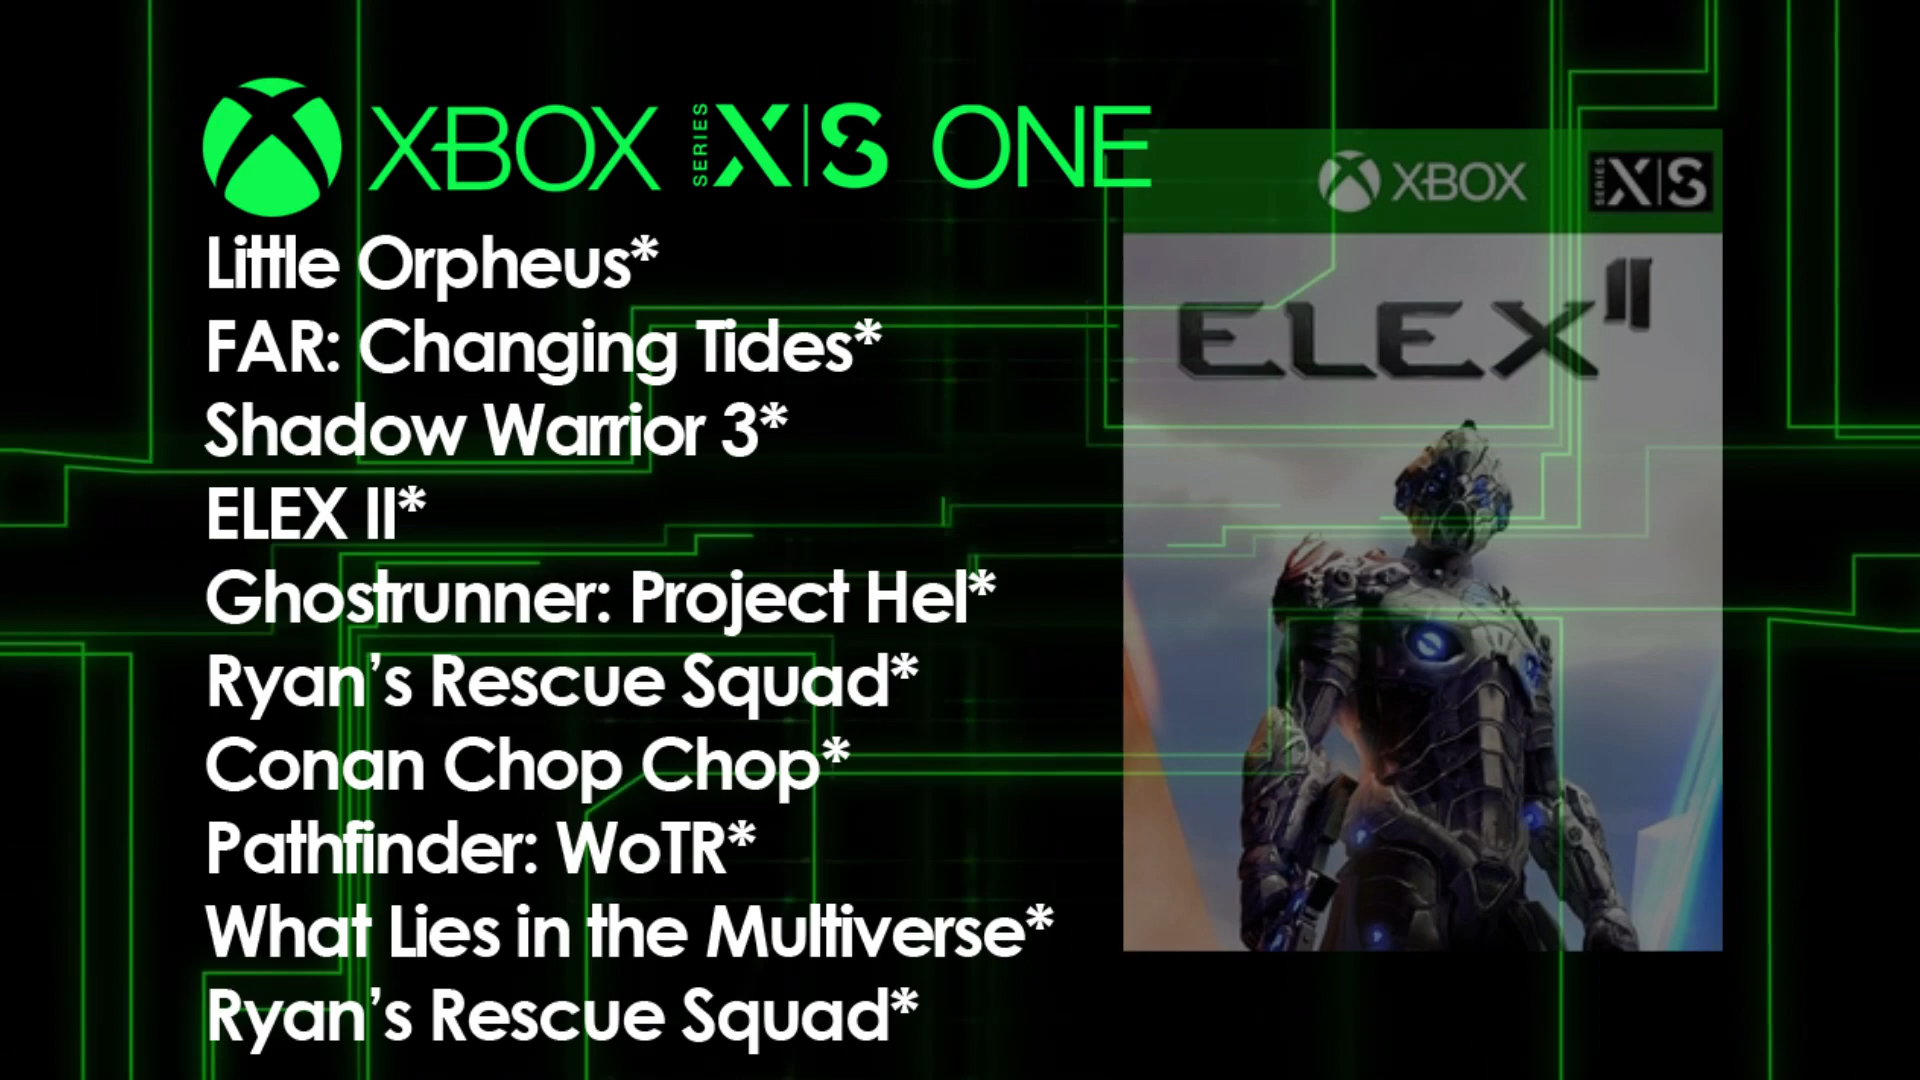 XBOX SERIES X|S ONE
Little Orpheus*
FAR: Changing Tides*
Shadow Warrior 3*
ELEX II*
Ghostrunner: Project Hel*
Ryan’s Rescue Squad*
Conan Chop Chop*
Pathfinder: WoTR*
What Lies in the Multiverse*
Ryan’s Rescue Squad*
XBOX SERIES X|S
ELEX II